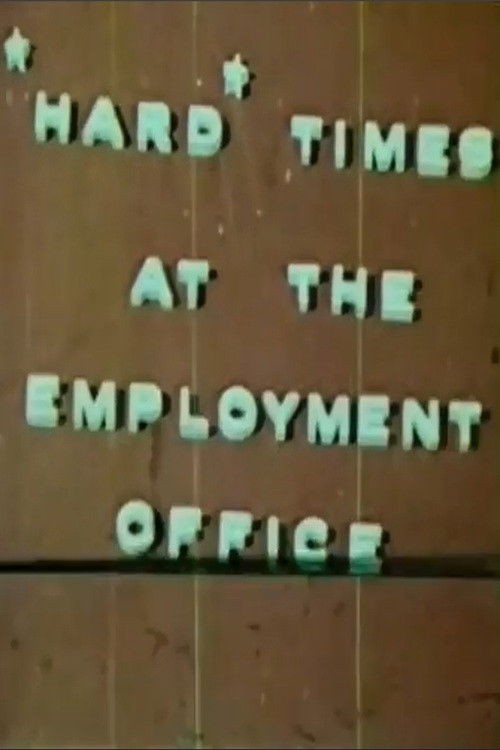 *HARD* TIMES
AT THE
EMPLOYMENT
OFFICE